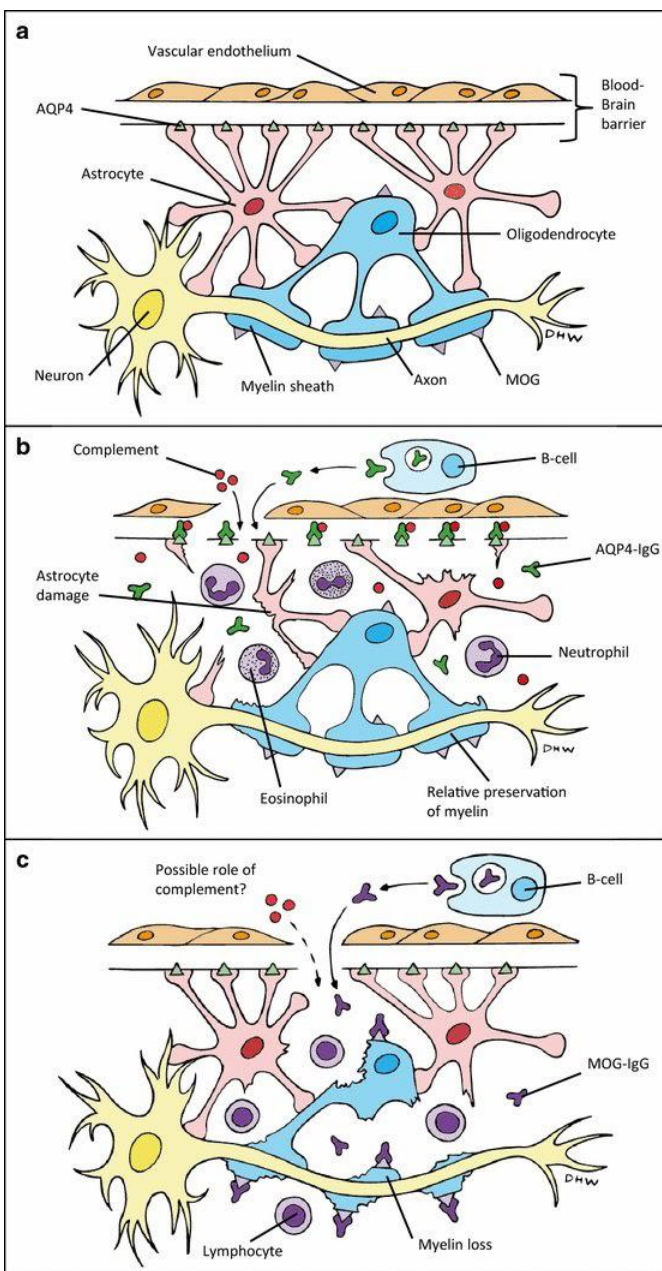 a
Vascular endothelium
AQP4
Blood-
Brain
barrier
Astrocyte
Oligodendrocyte
DHW
Neuron
Myelin sheath
Axon
MOG
b
Complement
B-cell
AQP4-IgG
Astrocyte
damage
Neutrophil
DHW
Eosinophil
Relative preservation
of myelin
c
Possible role of
complement?
B-cell
MOG-IgG
DHW
Lymphocyte
Myelin loss